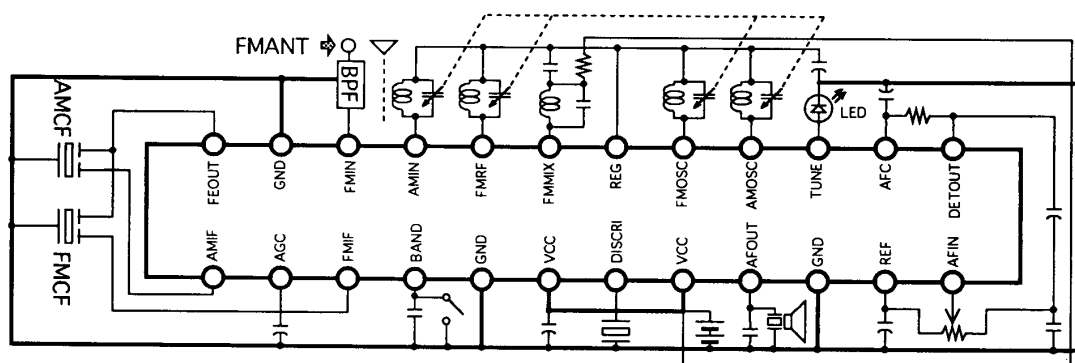 FMANT
BPF
AMCF
LED
FEOUT
GND
FMIN
AMIN
FMRF
FMMIX
REG
FMOSC
AMOSC
TUNE
AFC
DETOUT
AMIF
AGC
FMIF
BAND
GND
VCC
DISCRI
VCC
AFOUT
GND
REF
AFIN
FMCF